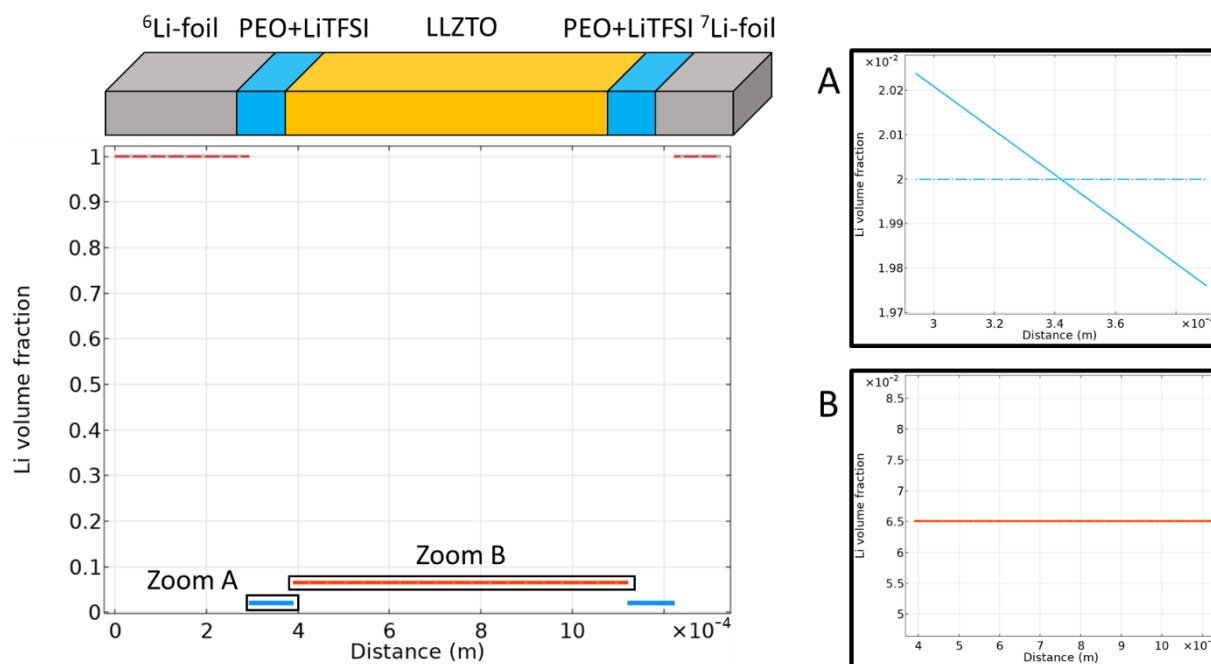 ⁶Li-foil PEO+LiTFSI LLZTO PEO+LiTFSI ⁷Li-foil
1
0.9
0.8
0.7
0.6
0.5
0.4
0.3
0.2
0.1
0
Li volume fraction
Zoom A
Zoom B
0 2 4 6 8 10 ×10⁻⁴
Distance (m)
A
×10⁻²
2.02
2.01
2
1.99
1.98
1.97
Li volume fraction
3 3.2 3.4 3.6
Distance (m)
B
×10⁻²
8.5
8
7.5
7
6.5
6
5.5
5
Li volume fraction
4 5 6 7 8 9 10
Distance (m)